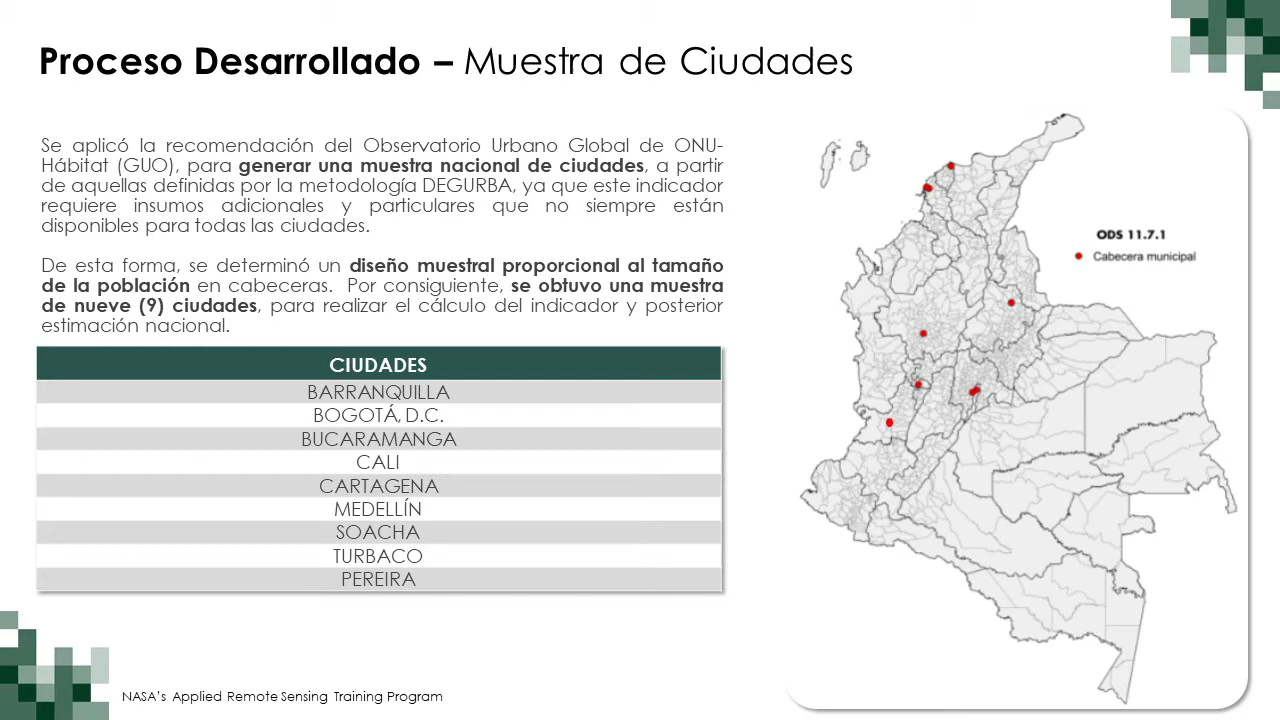 Proceso Desarrollado – Muestra de Ciudades
Se aplicó la recomendación del Observatorio Urbano Global de ONU-
Hábitat (GUO), para generar una muestra nacional de ciudades, a partir
de aquellas definidas por la metodología DEGURBA, ya que este indicador
requiere insumos adicionales y particulares que no siempre están
disponibles para todas las ciudades.
De esta forma, se determinó un diseño muestral proporcional al tamaño
de la población en cabeceras. Por consiguiente, se obtuvo una muestra
de nueve (9) ciudades, para realizar el cálculo del indicador y posterior
estimación nacional.
CIUDADES
BARRANQUILLA
BOGOTÁ, D.C.
BUCARAMANGA
CALI
CARTAGENA
MEDELLÍN
SOACHA
TURBACO
PEREIRA
ODS 11.7.1
Cabecera municipal
NASA's Applied Remote Sensing Training Program